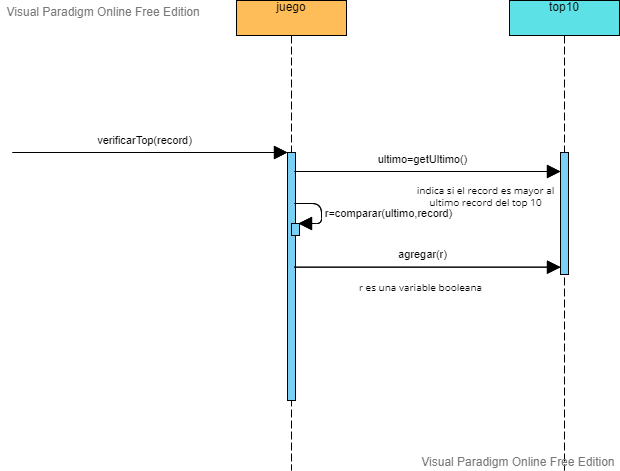 Visual Paradigm Online Free Edition
juego
top10
verificarTop(record)
ultimo=getUltimo()
indica si el record es mayor al
ultimo record del top 10
r=comparar(ultimo,record)
agregar(r)
r es una variable booleana
Visual Paradigm Online Free Edition